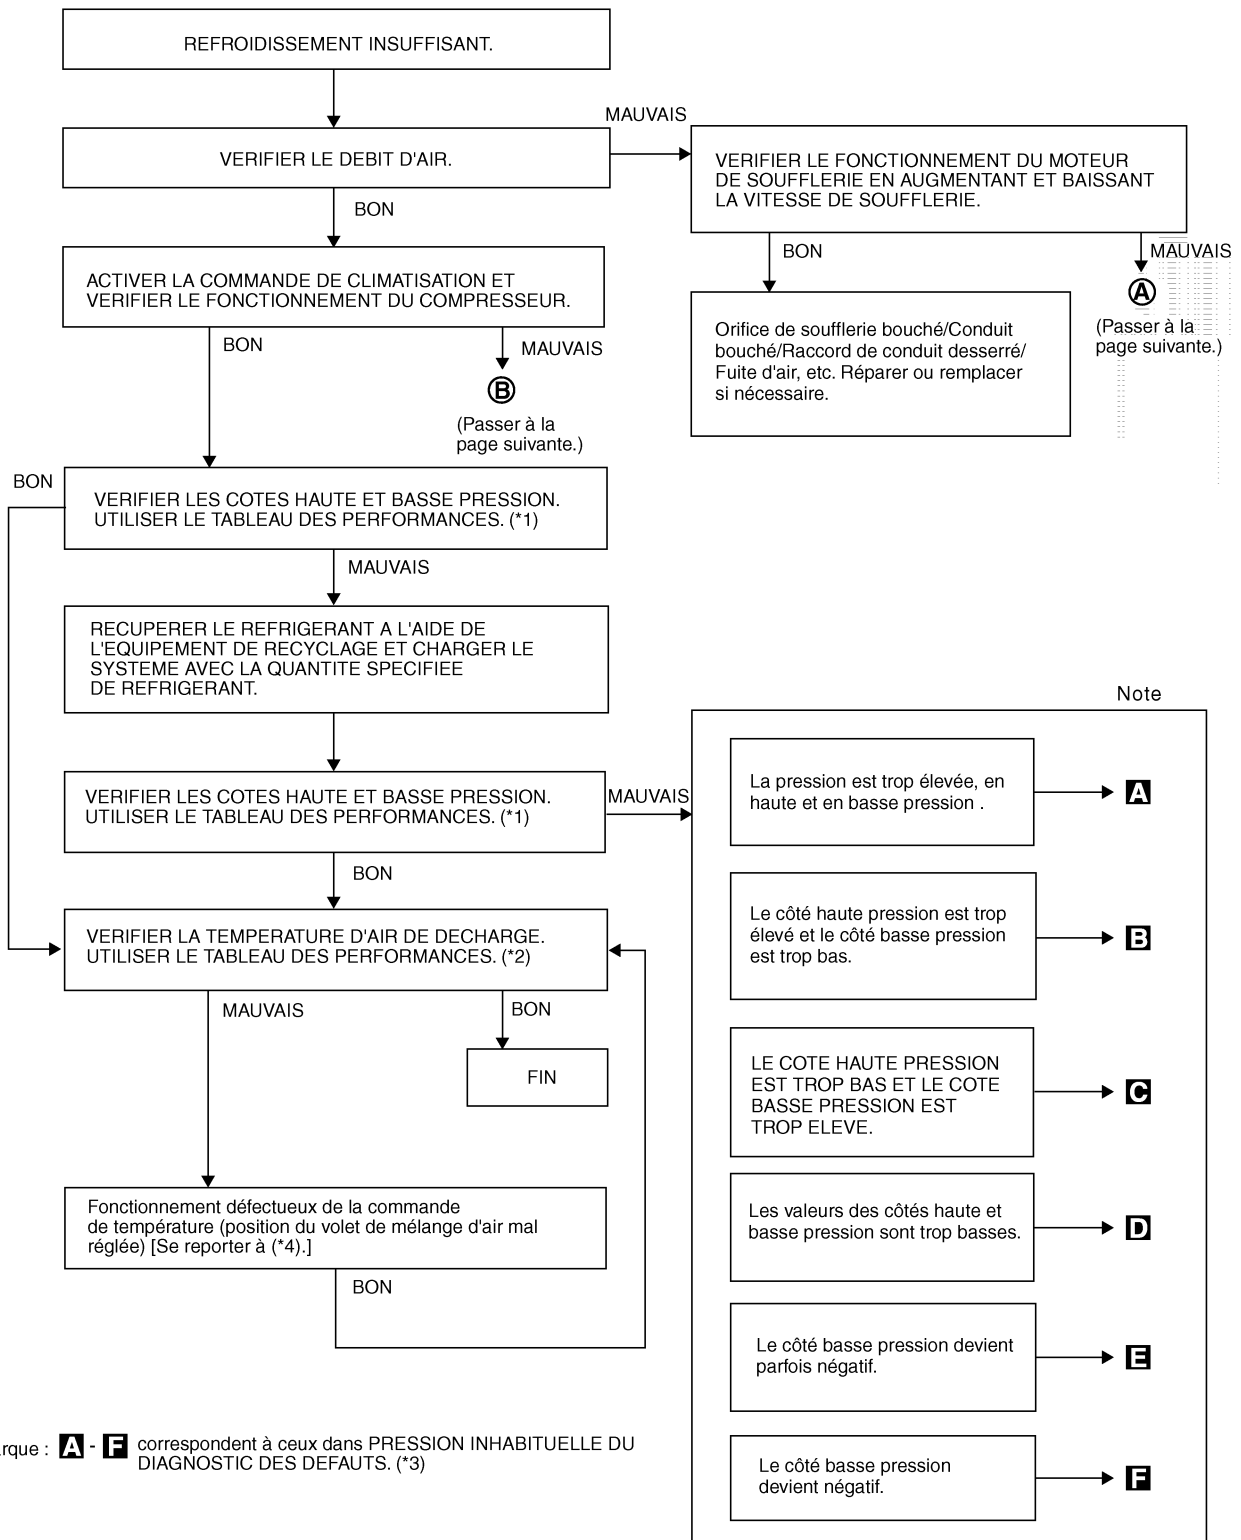 REFROIDISSEMENT INSUFFISANT.
MAUVAIS
VERIFIER LE DEBIT D'AIR.
VERIFIER LE FONCTIONNEMENT DU MOTEUR
DE SOUFFLERIE EN AUGMENTANT ET BAISSANT
LA VITESSE DE SOUFFLERIE.
BON
BON
MAUVAIS
ACTIVER LA COMMANDE DE CLIMATISATION ET
VERIFIER LE FONCTIONNEMENT DU COMPRESSEUR.
A
(Passer à la
page suivante.)
Orifice de soufflerie bouché/Conduit
bouché/Raccord de conduit desserré/
Fuite d'air, etc. Réparer ou remplacer
si nécessaire.
BON
MAUVAIS
B
(Passer à la
page suivante.)
BON
VERIFIER LES COTES HAUTE ET BASSE PRESSION.
UTILISER LE TABLEAU DES PERFORMANCES. (*1)
MAUVAIS
RECUPERER LE REFRIGERANT A L'AIDE DE
L'EQUIPEMENT DE RECYCLAGE ET CHARGER LE
SYSTEME AVEC LA QUANTITE SPECIFIEE
DE REFRIGERANT.
VERIFIER LES COTES HAUTE ET BASSE PRESSION.
UTILISER LE TABLEAU DES PERFORMANCES. (*1)
MAUVAIS
BON
VERIFIER LA TEMPERATURE D'AIR DE DECHARGE.
UTILISER LE TABLEAU DES PERFORMANCES. (*2)
MAUVAIS
BON
FIN
Fonctionnement défectueux de la commande
de température (position du volet de mélange d'air mal
réglée) [Se reporter à (*4).]
BON
Note
La pression est trop élevée, en
haute et en basse pression .
A
Le côté haute pression est trop
élevé et le côté basse pression
est trop bas.
B
LE COTE HAUTE PRESSION
EST TROP BAS ET LE COTE
BASSE PRESSION EST
TROP ELEVE.
C
Les valeurs des côtés haute et
basse pression sont trop basses.
D
Le côté basse pression devient
parfois négatif.
E
Le côté basse pression
devient négatif.
F
rque : A - F correspondent à ceux dans PRESSION INHABITUELLE DU
DIAGNOSTIC DES DEFAUTS. (*3)